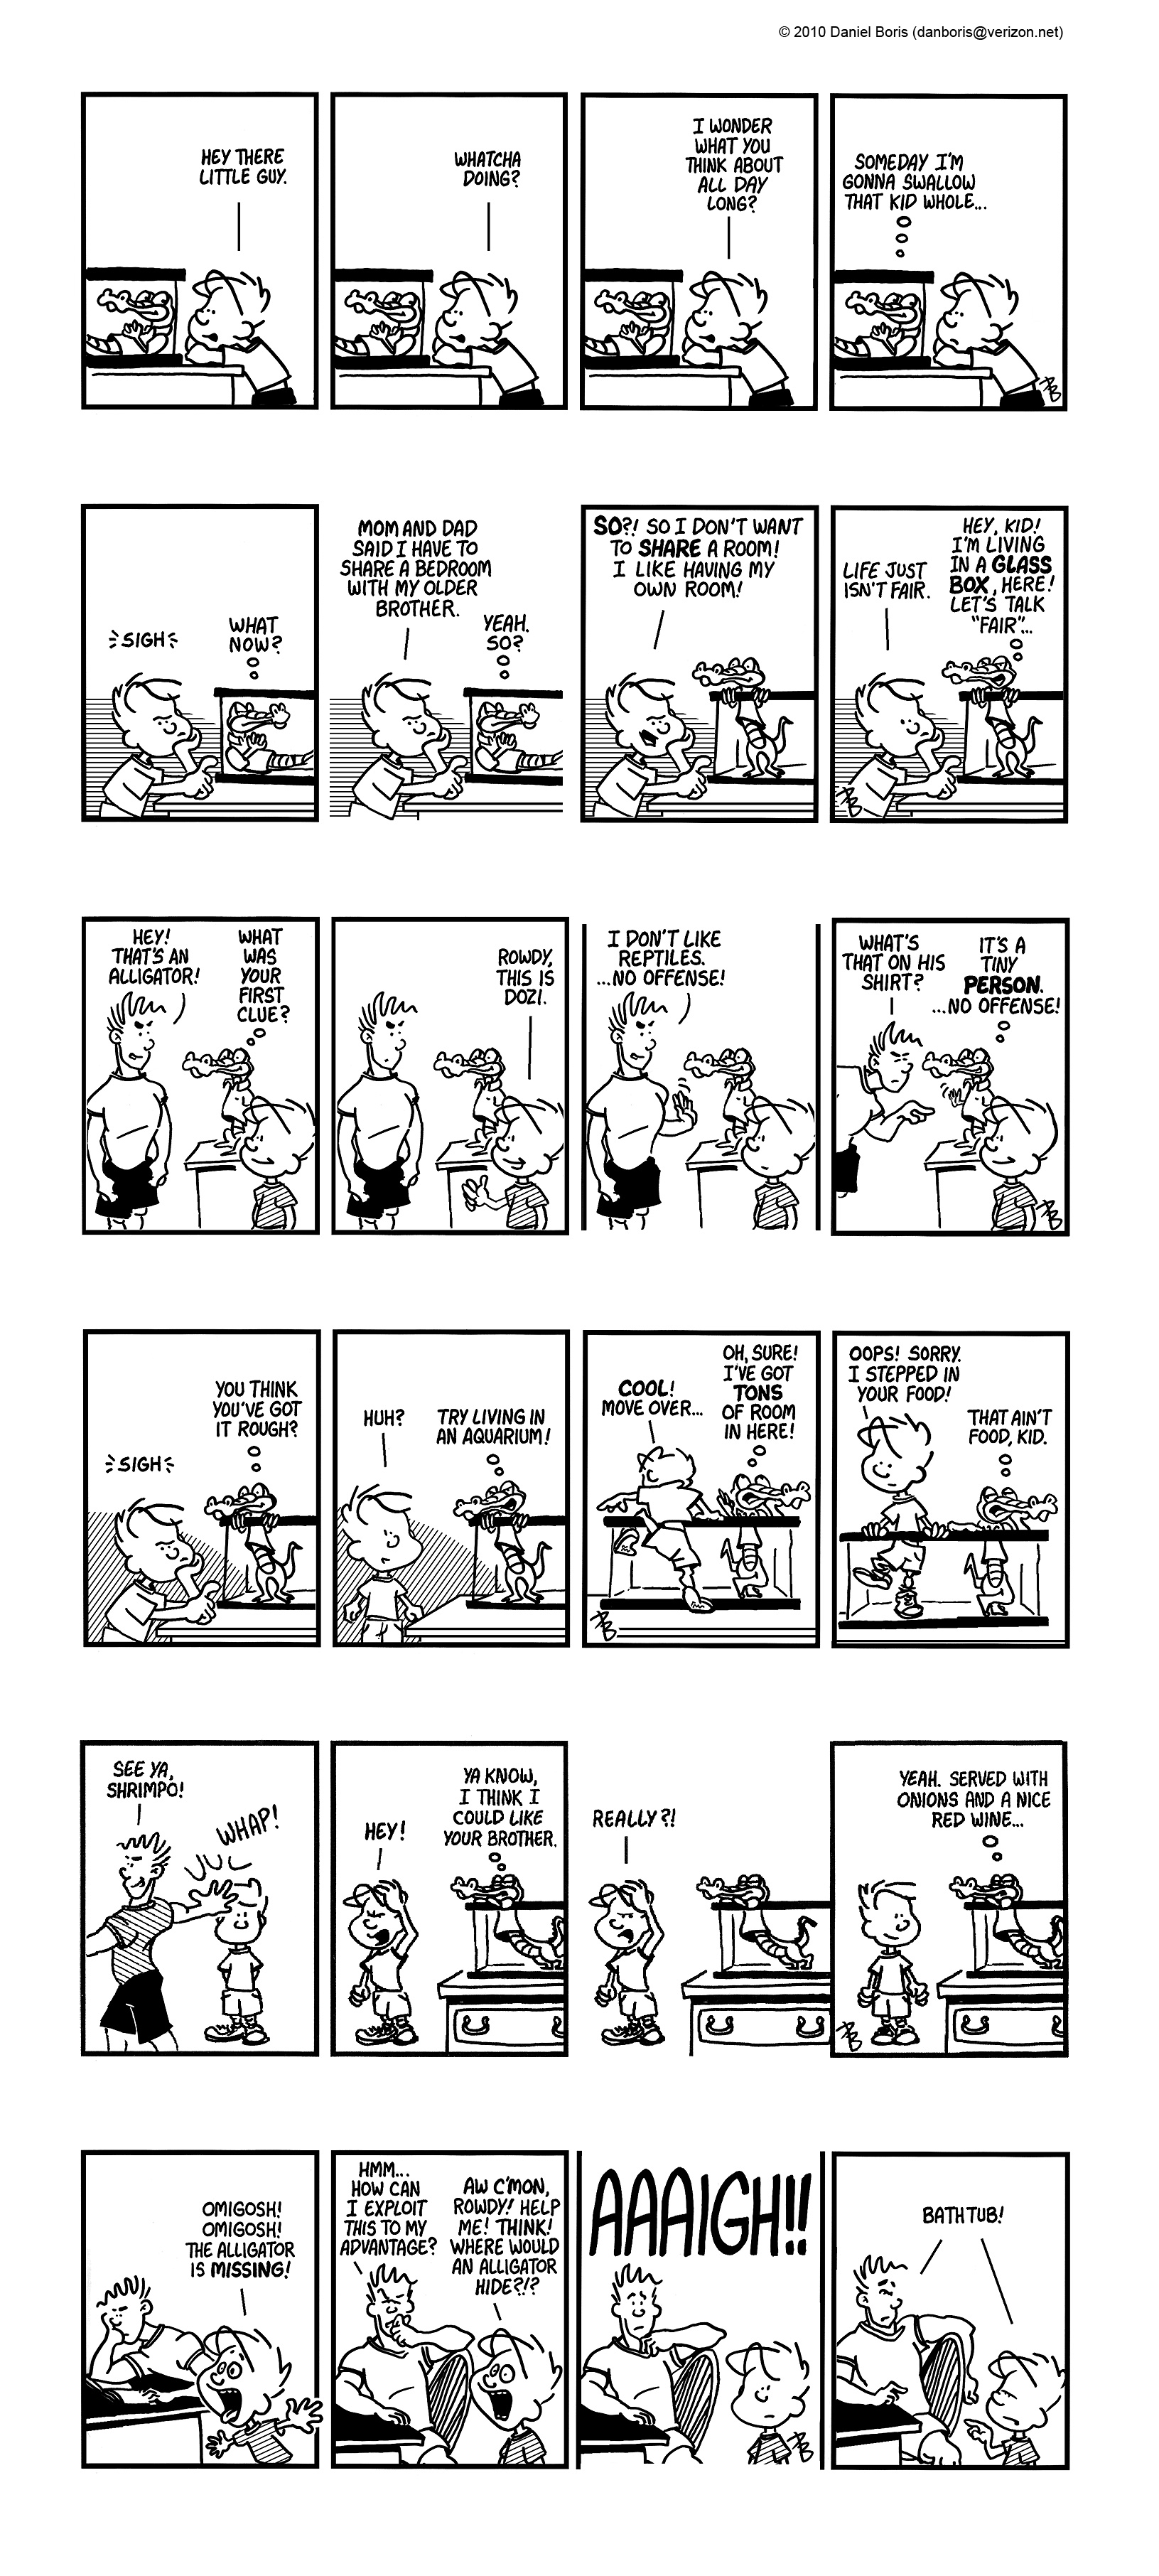 © 2010 Daniel Boris (danboris@verizon.net)
HEY THERE
LITTLE GUY.
WHATCHA
DOING?
I WONDER
WHAT YOU
THINK ABOUT
ALL DAY
LONG?
SOMEDAY I'M
GONNA SWALLOW
THAT KID WHOLE...
SIGH
WHAT
NOW?
MOM AND DAD
SAID I HAVE TO
SHARE A BEDROOM
WITH MY OLDER
BROTHER.
YEAH.
SO?
SO?! SO I DON'T WANT
TO SHARE A ROOM!
I LIKE HAVING MY
OWN ROOM!
LIFE JUST
ISN'T FAIR.
HEY, KID!
I'M LIVING
IN A GLASS
BOX, HERE!
LET'S TALK
"FAIR"...
HEY!
THAT'S AN
ALLIGATOR!
WHAT
WAS
YOUR
FIRST
CLUE?
ROWDY,
THIS IS
DOZI.
I DON'T LIKE
REPTILES.
...NO OFFENSE!
WHAT'S
THAT ON HIS
SHIRT?
IT'S A
TINY
PERSON.
...NO OFFENSE!
SIGH
YOU THINK
YOU'VE GOT
IT ROUGH?
HUH?
TRY LIVING IN
AN AQUARIUM!
COOL!
MOVE OVER...
OH, SURE!
I'VE GOT
TONS
OF ROOM
IN HERE!
OOPS! SORRY.
I STEPPED IN
YOUR FOOD!
THAT AIN'T
FOOD, KID.
SEE YA,
SHRIMPO!
WHAP!
HEY!
YA KNOW,
I THINK I
COULD LIKE
YOUR BROTHER.
REALLY?!
YEAH. SERVED WITH
ONIONS AND A NICE
RED WINE...
OMIGOSH!
OMIGOSH!
THE ALLIGATOR
IS MISSING!
HMM...
HOW CAN
I EXPLOIT
THIS TO MY
ADVANTAGE?
AW C'MON,
ROWDY! HELP
ME! THINK!
WHERE WOULD
AN ALLIGATOR
HIDE?!?
AAAIGH!!
BATHTUB!